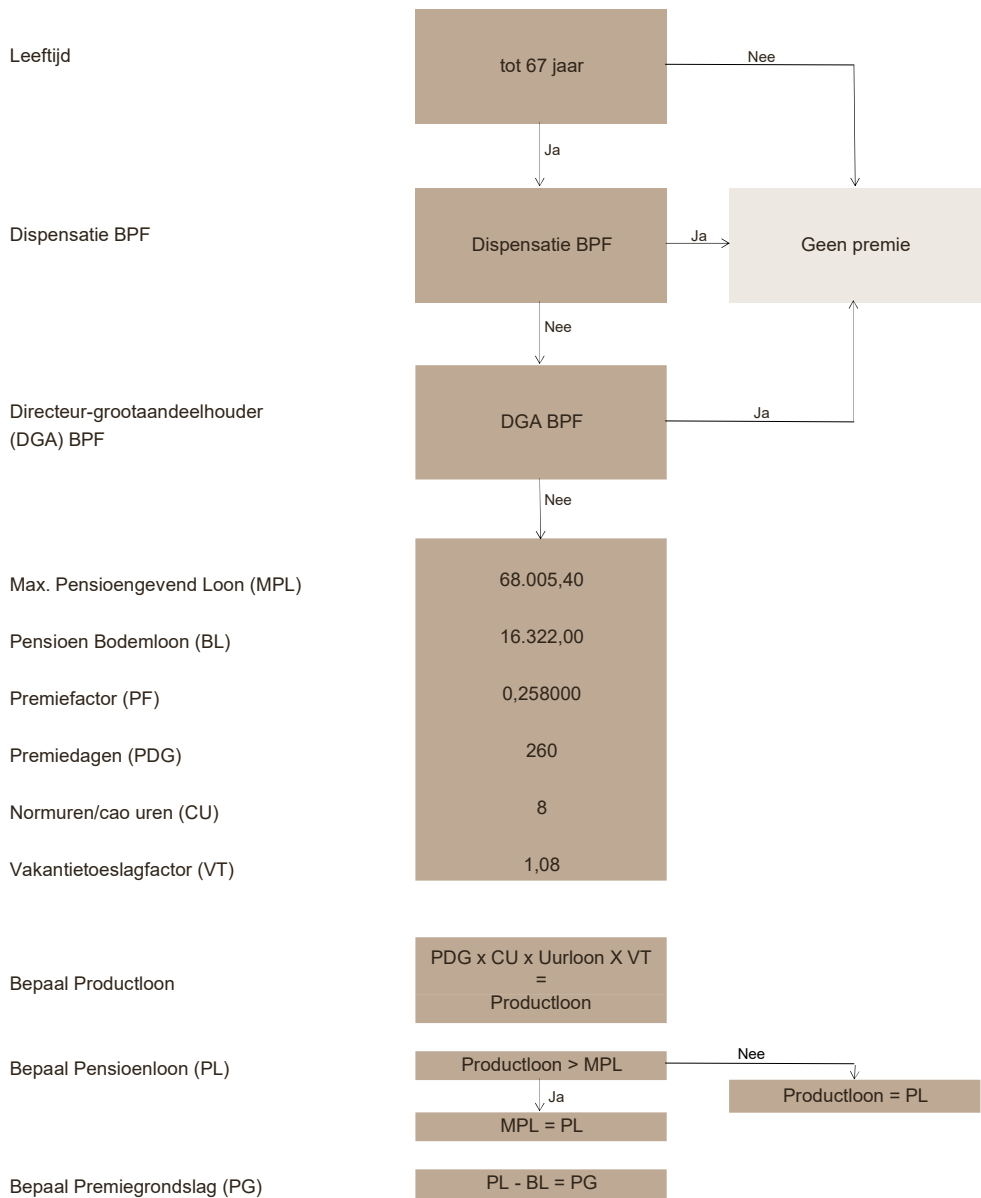 Leeftijd
tot 67 jaar
Nee
Ja
Dispensatie BPF
Dispensatie BPF
Ja
Geen premie
Nee
Directeur-grootaandeelhouder
(DGA) BPF
DGA BPF
Ja
Nee
Max. Pensioengevend Loon (MPL)
68.005,40
Pensioen Bodemloon (BL)
16.322,00
Premiefactor (PF)
0,258000
Premiedagen (PDG)
260
Normuren/cao uren (CU)
8
Vakantietoeslagfactor (VT)
1,08
Bepaal Productloon
PDG x CU x Uurloon X VT
=
Productloon
Bepaal Pensioenloon (PL)
Productloon > MPL
Nee
Ja
Productloon = PL
MPL = PL
Bepaal Premiegrondslag (PG)
PL - BL = PG